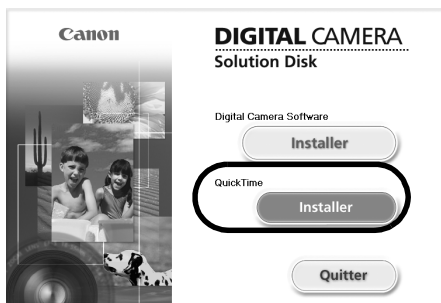 Canon
DIGITAL CAMERA
Solution Disk
Digital Camera Software
Installer
QuickTime
Installer
Quitter